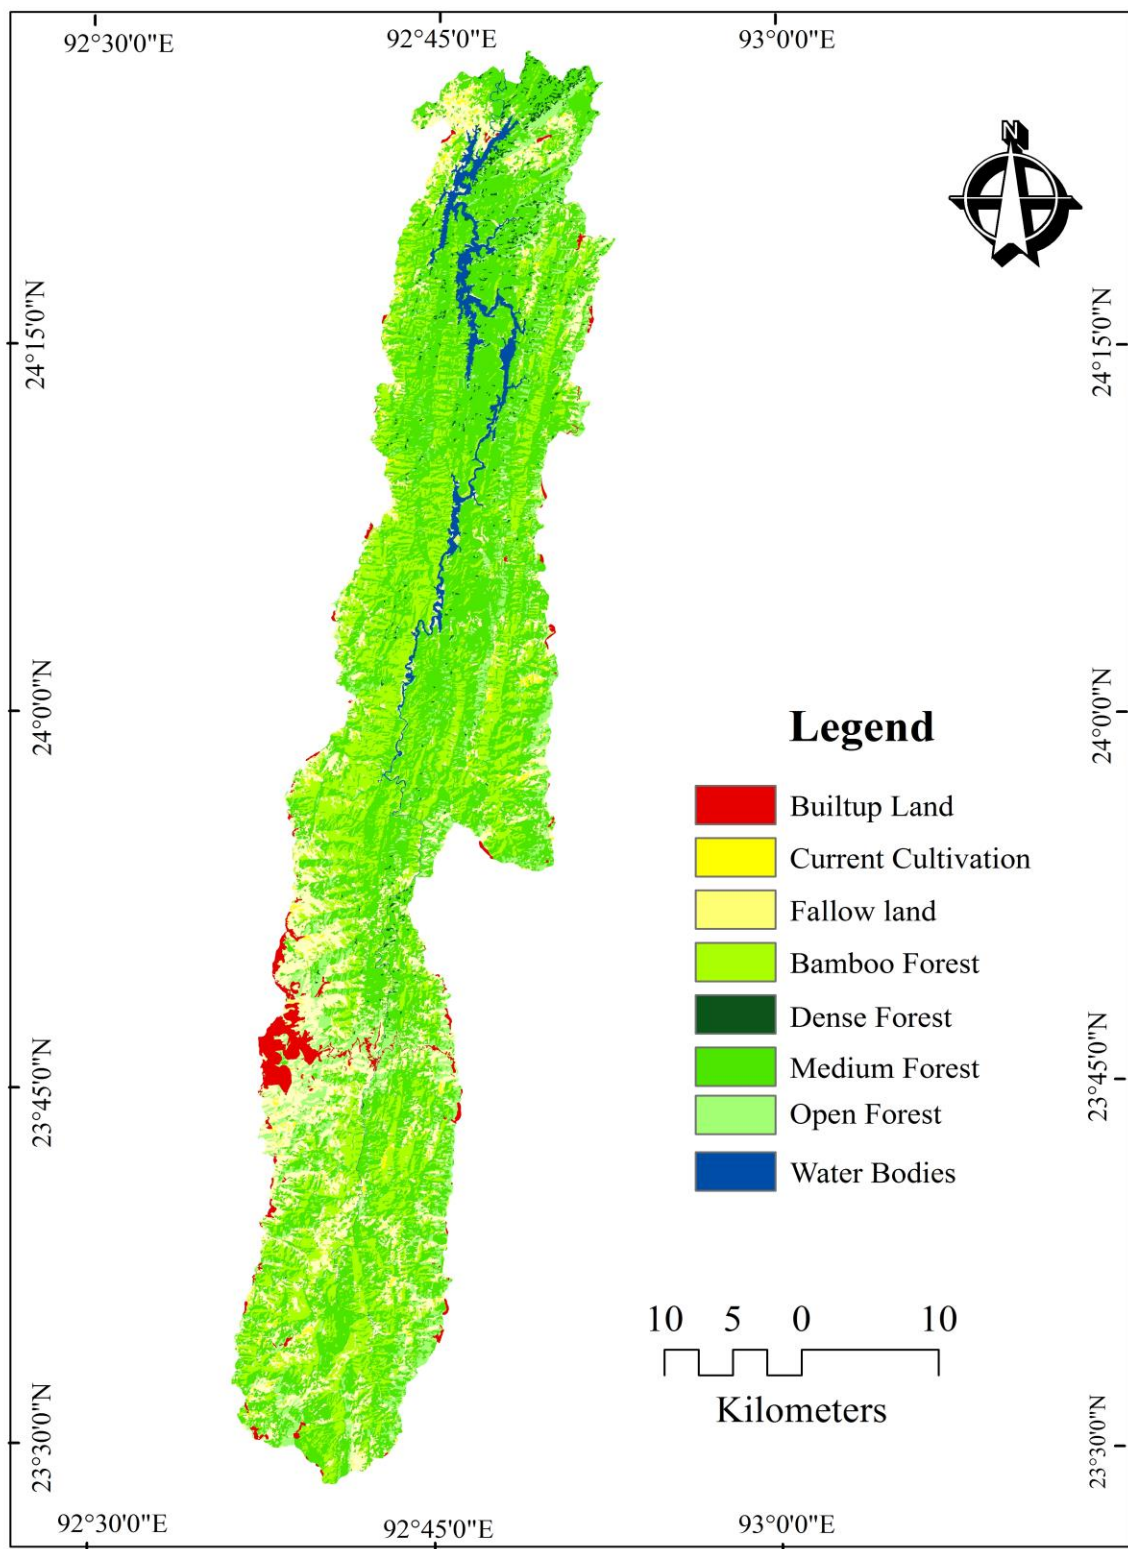 92°30'0"E 92°45'0"E 93°0'0"E
N
24°15'0"N 24°15'0"N
24°0'0"N 24°0'0"N
Legend
Builtup Land
Current Cultivation
Fallow land
Bamboo Forest
Dense Forest
Medium Forest
Open Forest
Water Bodies
23°45'0"N 23°45'0"N
10 5 0 10
Kilometers
23°30'0"N 23°30'0"N
92°30'0"E 92°45'0"E 93°0'0"E